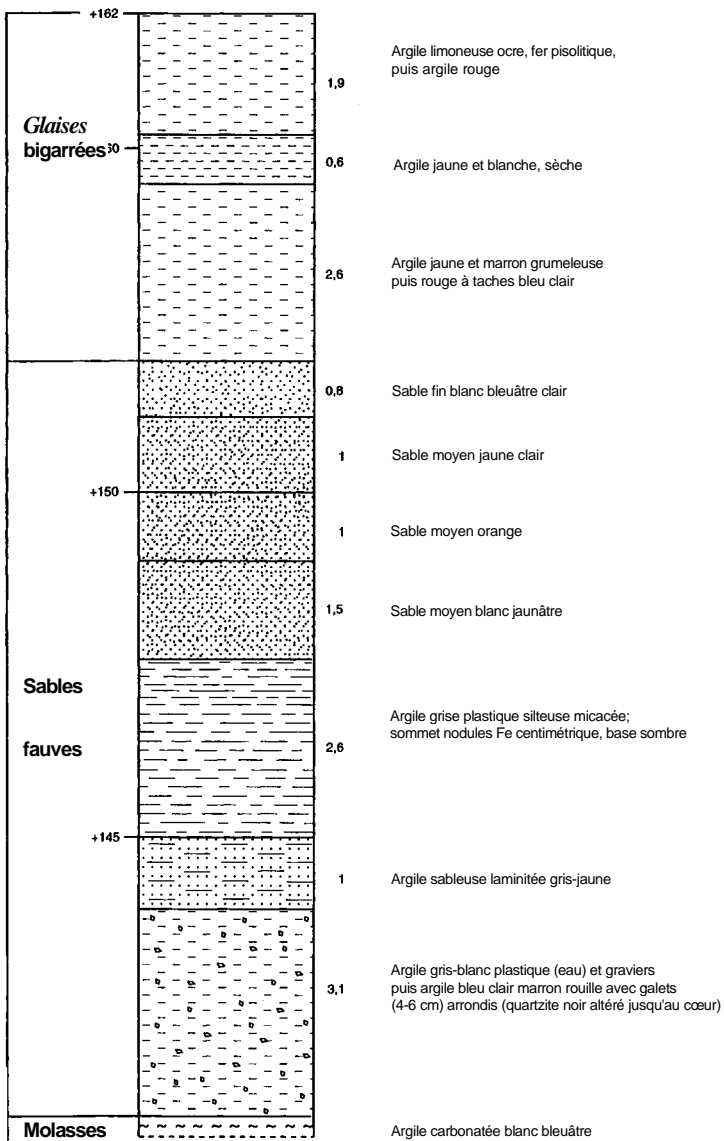 +162
Argile limoneuse ocre, fer pisolitique,
puis argile rouge
1,9
Glaises
bigarrées
30
0,6
Argile jaune et blanche, sèche
Argile jaune et marron grumeleuse
puis rouge à taches bleu clair
2,6
0,8
Sable fin blanc bleuâtre clair
1
Sable moyen jaune clair
+150
1
Sable moyen orange
1,5
Sable moyen blanc jaunâtre
Sables
fauves
Argile grise plastique silteuse micacée;
sommet nodules Fe centimétrique, base sombre
2,6
+145
1
Argile sableuse laminitée gris-jaune
Argile gris-blanc plastique (eau) et graviers
puis argile bleu clair marron rouille avec galets
(4-6 cm) arrondis (quartzite noir altéré jusqu'au cœur)
3,1
Molasses
Argile carbonatée blanc bleuâtre